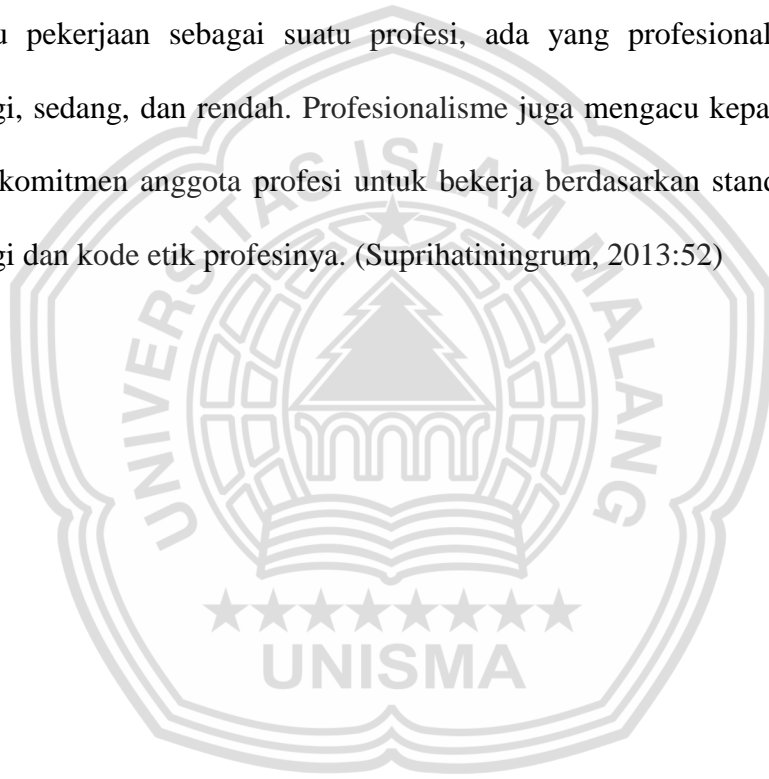 u pekerjaan sebagai suatu profesi, ada yang profesional
gi, sedang, dan rendah. Profesionalisme juga mengacu kepa
komitmen anggota profesi untuk bekerja berdasarkan stand
gi dan kode etik profesinya. (Suprihatiningrum, 2013:52)
UNIVERSITAS ISLAM MALANG
UNISMA